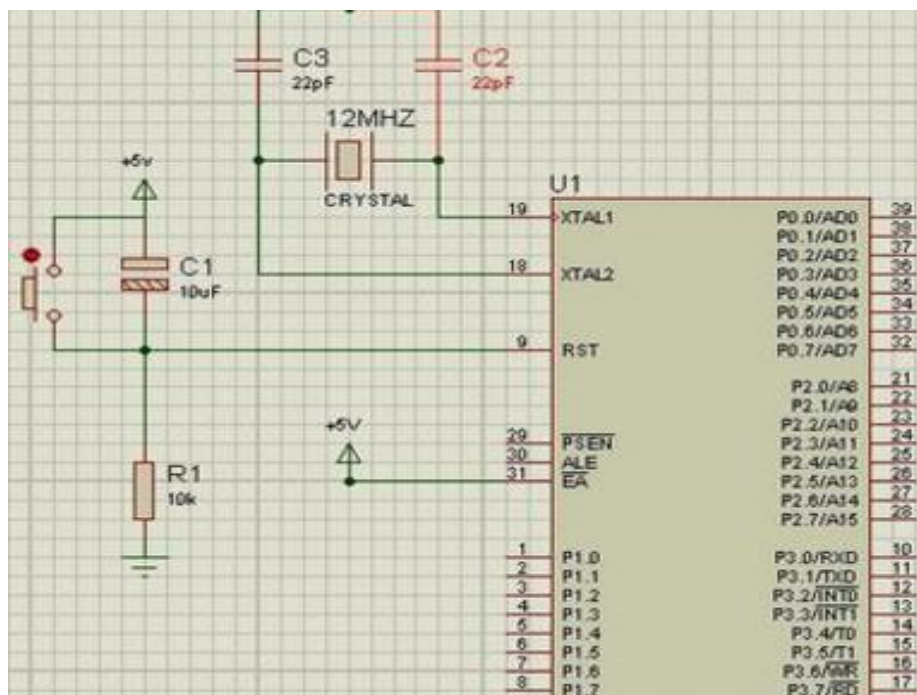 C3
22pF
C2
22pF
12MHZ
CRYSTAL
+5v
C1
10uF
U1
19 XTAL1
18 XTAL2
9 RST
29 PSEN
30 ALE
31 EA
+5V
R1
10k
1 P1.0
2 P1.1
3 P1.2
4 P1.3
5 P1.4
6 P1.5
7 P1.6
8 P1.7
P0.0/AD0 39
P0.1/AD1 38
P0.2/AD2 37
P0.3/AD3 36
P0.4/AD4 35
P0.5/AD5 34
P0.6/AD6 33
P0.7/AD7 32
P2.0/A8 21
P2.1/A9 22
P2.2/A10 23
P2.3/A11 24
P2.4/A12 25
P2.5/A13 26
P2.6/A14 27
P2.7/A15 28
P3.0/RXD 10
P3.1/TXD 11
P3.2/INT0 12
P3.3/INT1 13
P3.4/T0 14
P3.5/T1 15
P3.6/WR 16
P3.7/RD 17